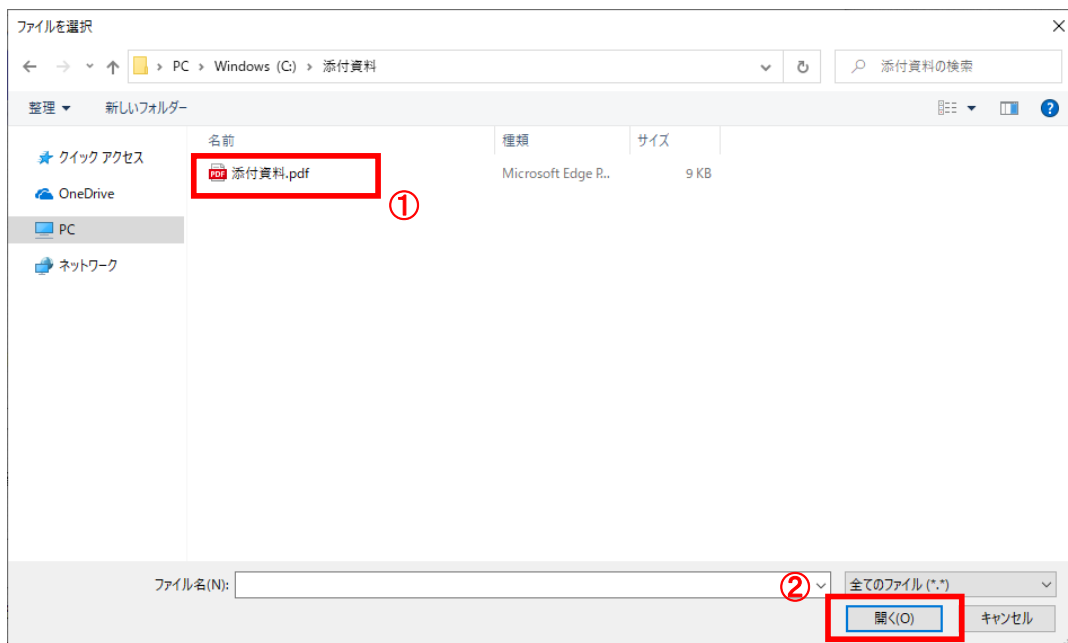 ファイルを選択
PC › Windows (C:) › 添付資料
添付資料の検索
整理
新しいフォルダー
名前
種類
サイズ
クイック アクセス
PDF
添付資料.pdf
Microsoft Edge P...
9 KB
①
OneDrive
PC
ネットワーク
ファイル名(N):
②
全てのファイル (*.*)
開く(O)
キャンセル